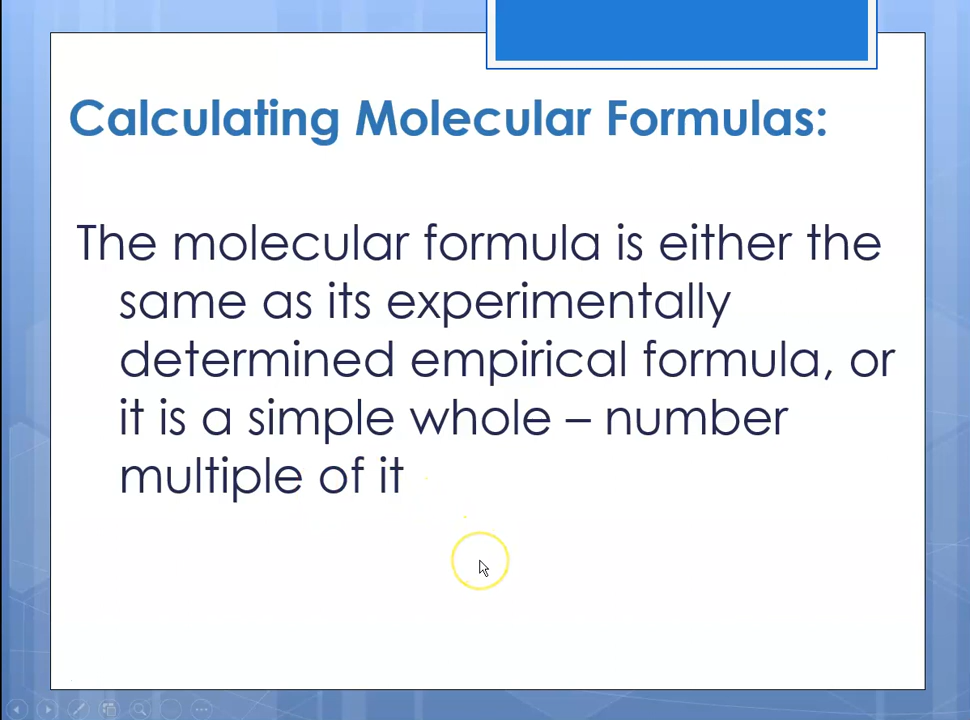 Calculating Molecular Formulas:
The molecular formula is either the
same as its experimentally
determined empirical formula, or
it is a simple whole – number
multiple of it